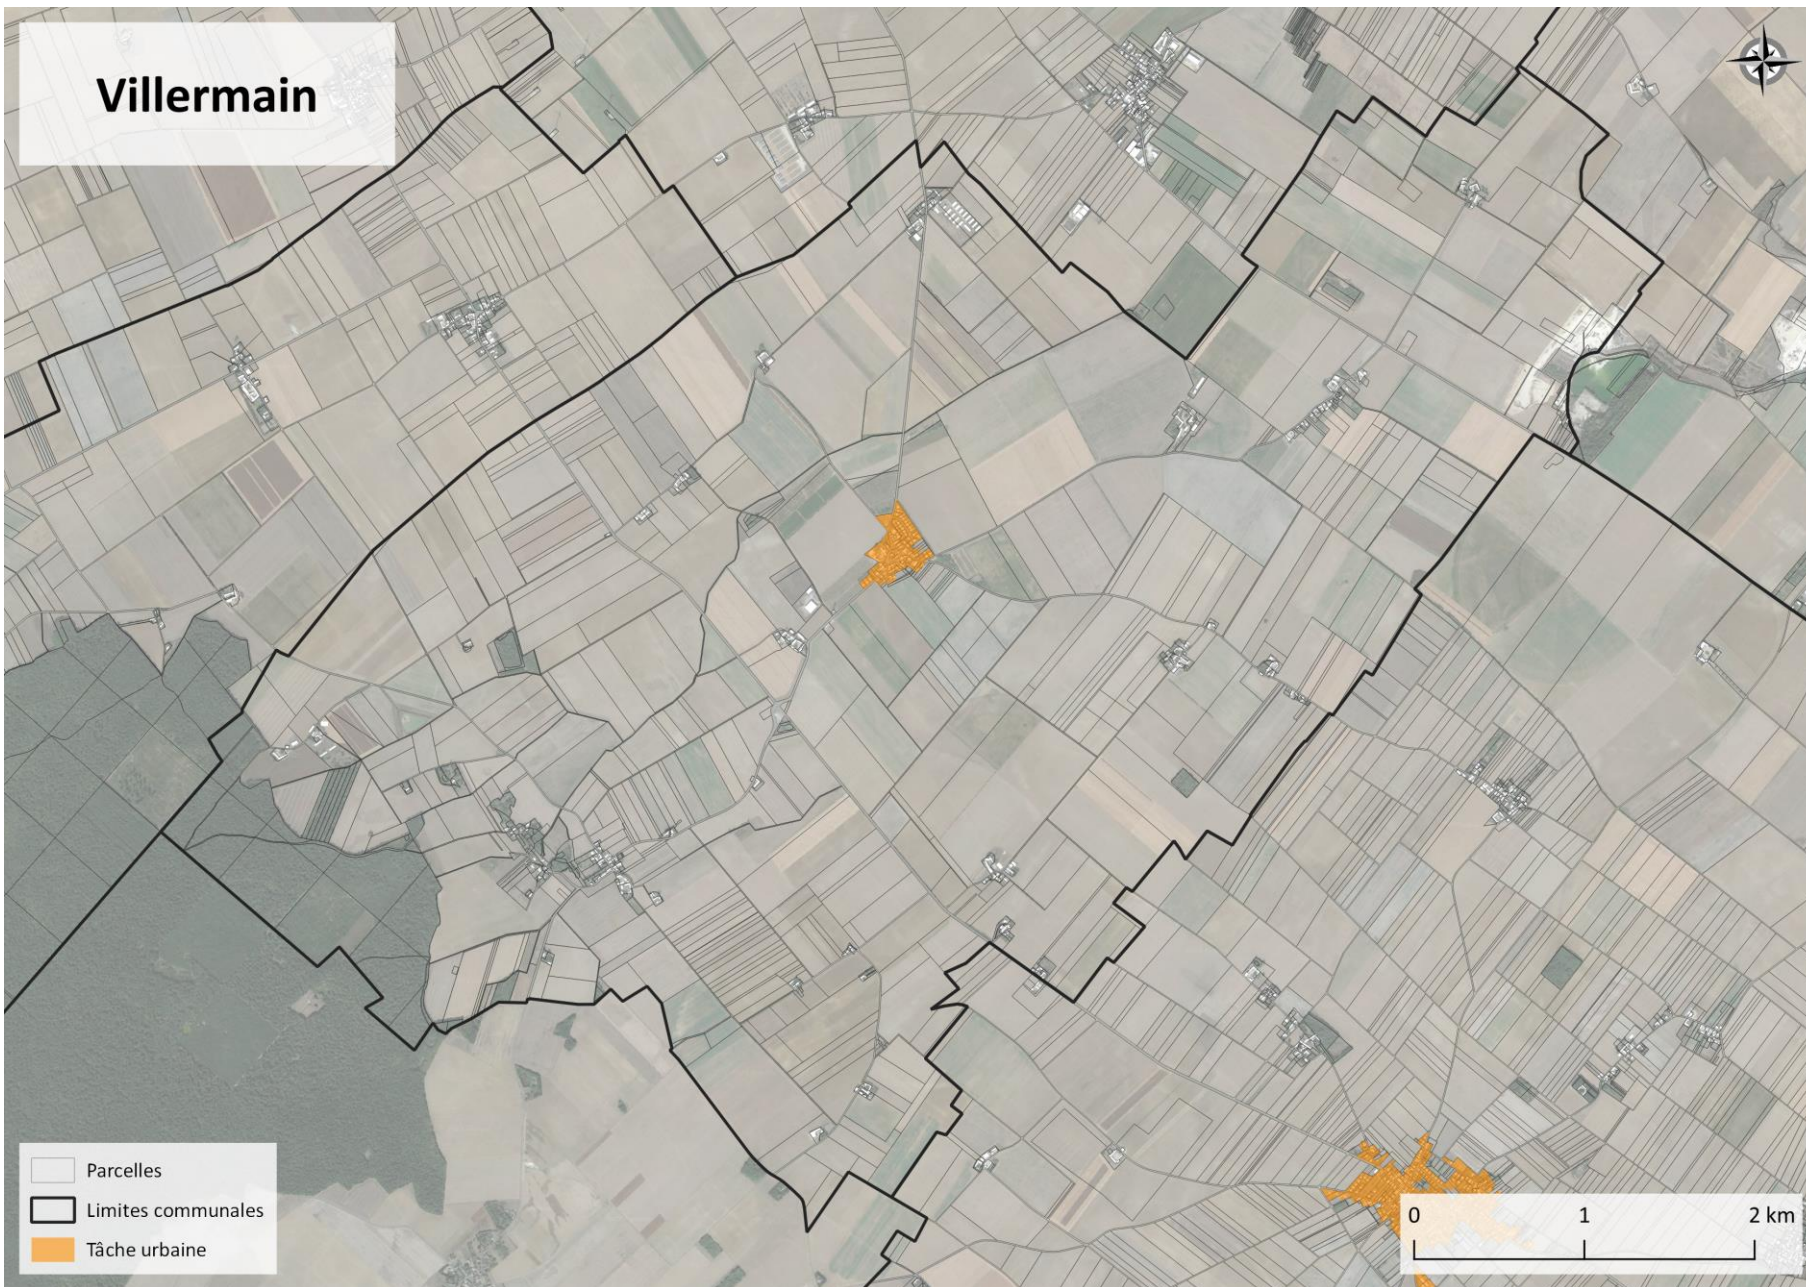 Villermain
Parcelles
Limites communales
Tâche urbaine
0 1 2 km